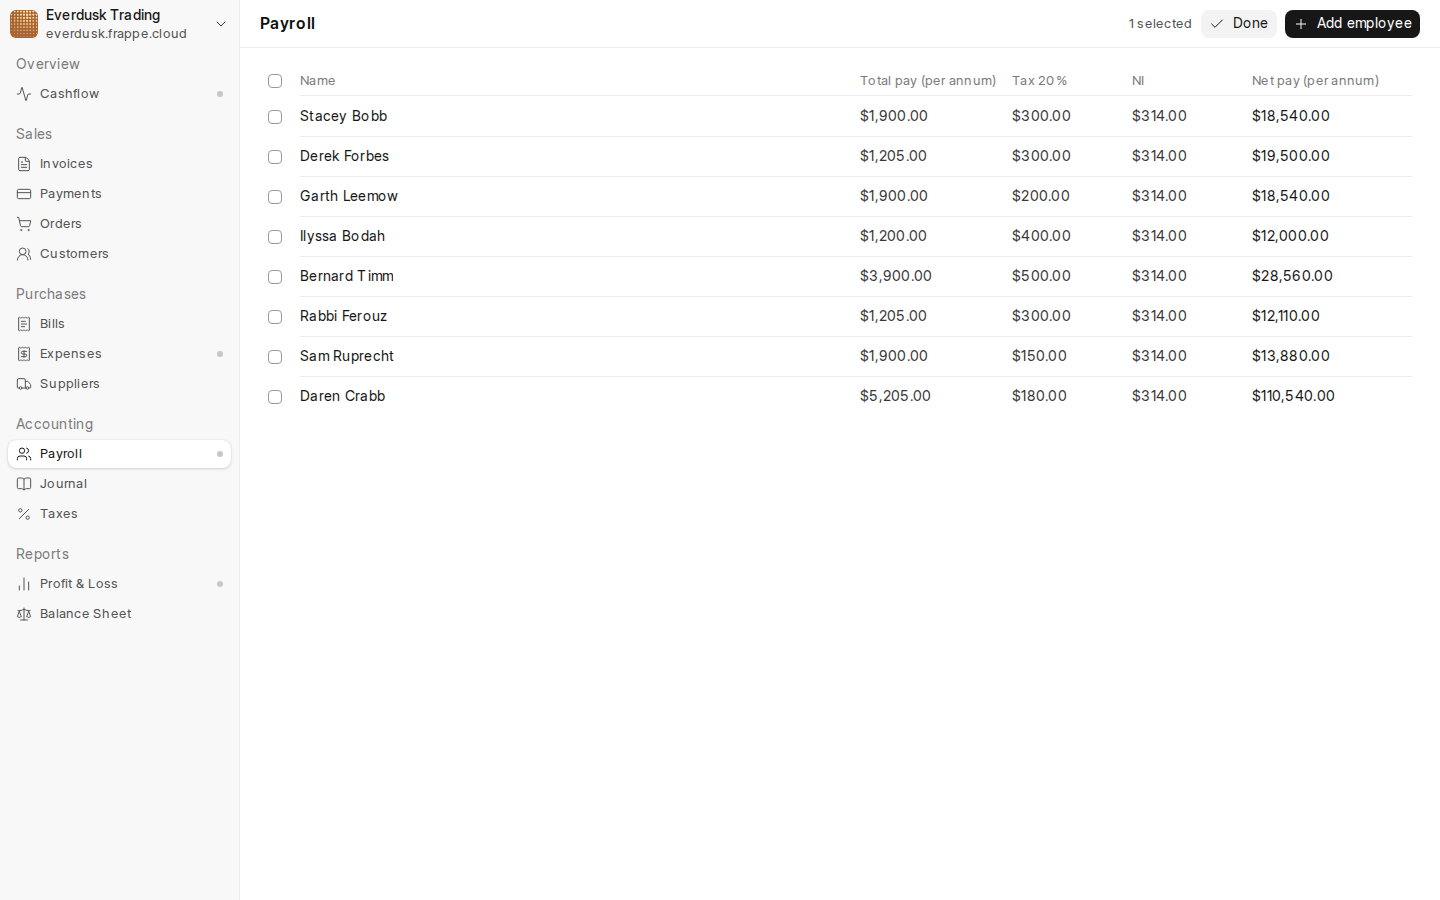 Everdusk Trading
everdusk.frappe.cloud
Overview
Cashflow
Sales
Invoices
Payments
Orders
Customers
Purchases
Bills
Expenses
Suppliers
Accounting
Payroll
Journal
Taxes
Reports
Profit & Loss
Balance Sheet
Payroll
1 selected
Done
Add employee
Name Total pay (per annum) Tax 20% NI Net pay (per annum)
Stacey Bobb $1,900.00 $300.00 $314.00 $18,540.00
Derek Forbes $1,205.00 $300.00 $314.00 $19,500.00
Garth Leemow $1,900.00 $200.00 $314.00 $18,540.00
Ilyssa Bodah $1,200.00 $400.00 $314.00 $12,000.00
Bernard Timm $3,900.00 $500.00 $314.00 $28,560.00
Rabbi Ferouz $1,205.00 $300.00 $314.00 $12,110.00
Sam Ruprecht $1,900.00 $150.00 $314.00 $13,880.00
Daren Crabb $5,205.00 $180.00 $314.00 $110,540.00